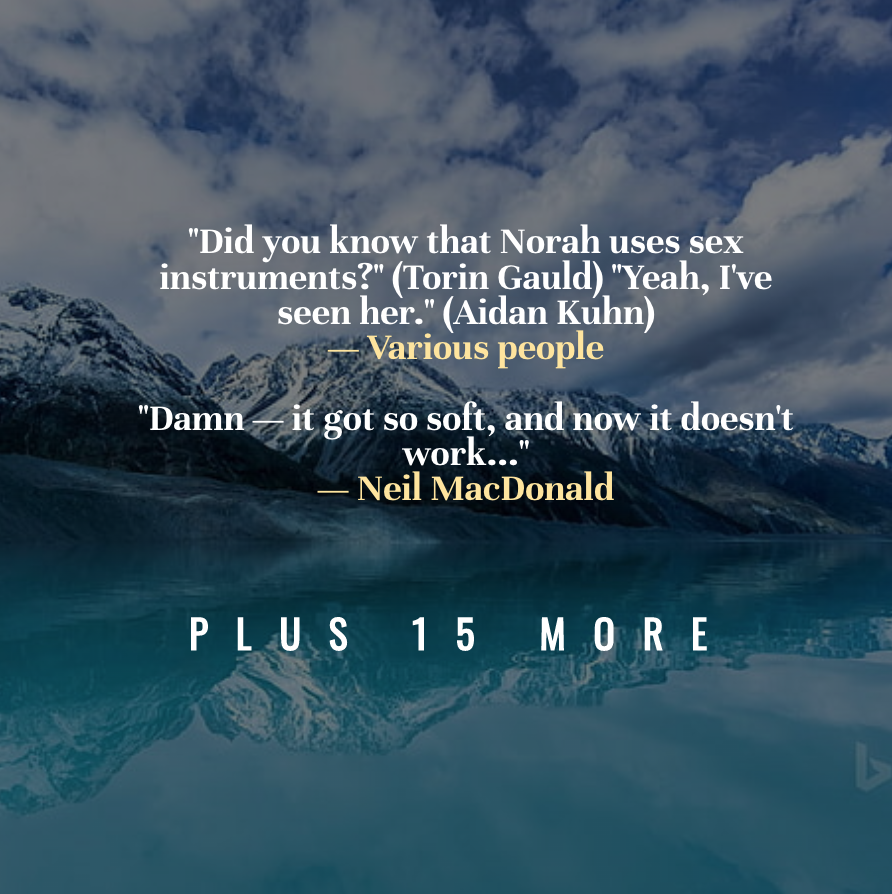 "Did you know that Norah uses sex
instruments?" (Torin Gauld) "Yeah, I've
seen her." (Aidan Kuhn)
— Various people
"Damn — it got so soft, and now it doesn't
work..."
— Neil MacDonald
PLUS 15 MORE